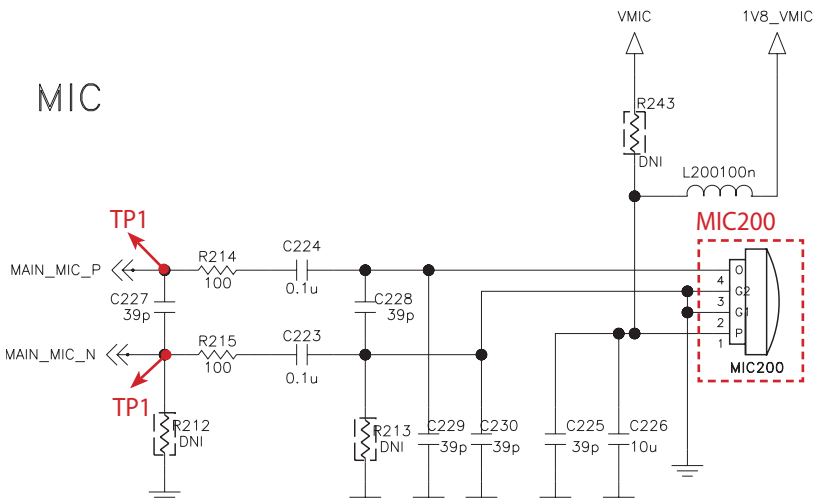 VMIC 1V8_VMIC
MIC
R243
DNI
L200100n
MIC200
TP1
R214
100
C224
0.1u
MAIN_MIC_P
C227
39p
C228
39p
O
4
G2
3
G1
2
P
1
MIC200
MAIN_MIC_N
R215
100
C223
0.1u
TP1
R212
DNI
R213
DNI
C229
39p
C230
39p
C225
39p
C226
10u